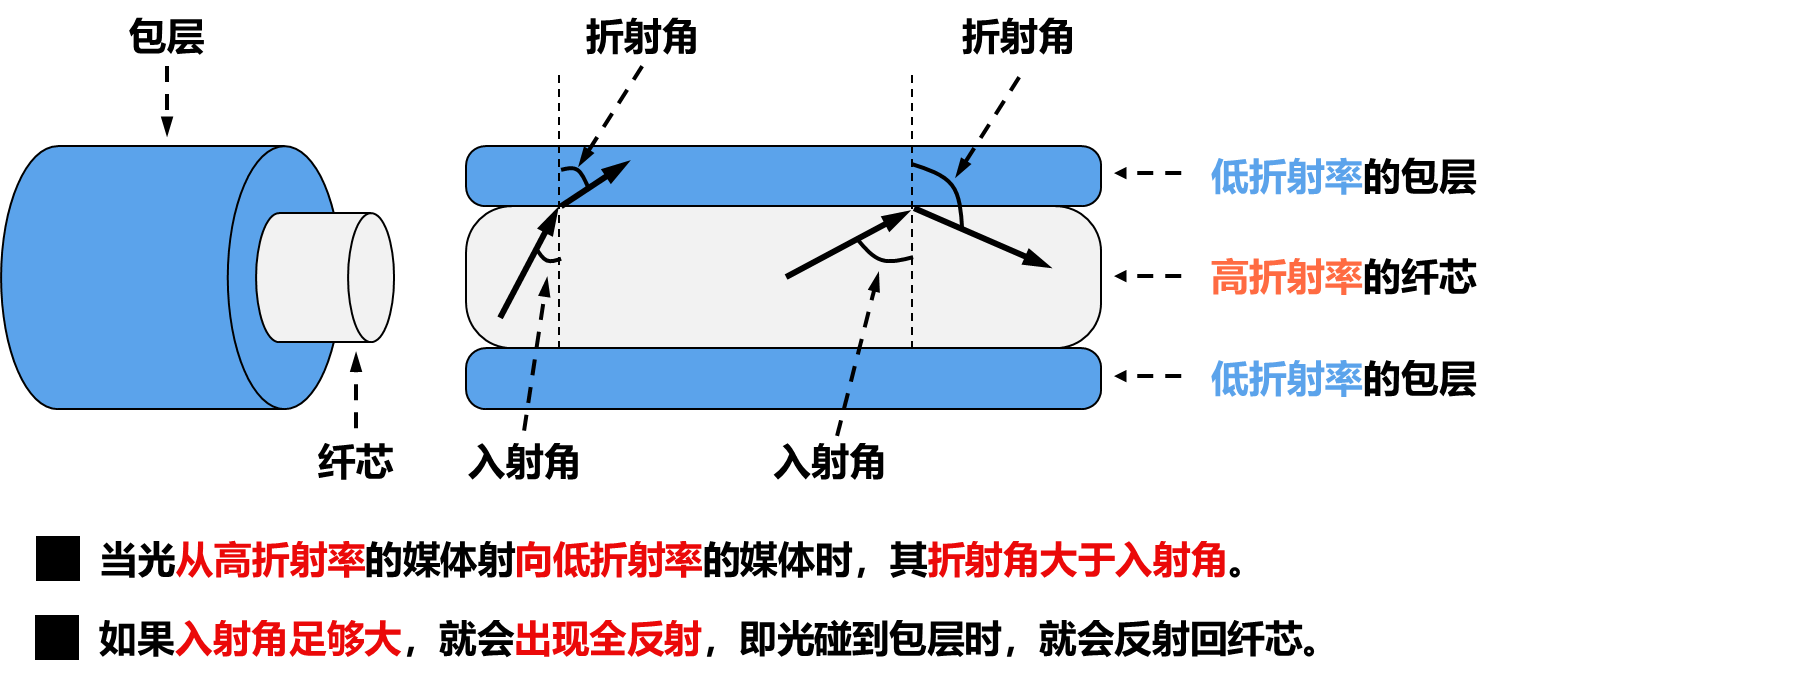 包层
折射角
折射角
低折射率的包层
高折射率的纤芯
低折射率的包层
纤芯
入射角
入射角
当光从高折射率的媒体射向低折射率的媒体时，其折射角大于入射角。
如果入射角足够大，就会出现全反射，即光碰到包层时，就会反射回纤芯。